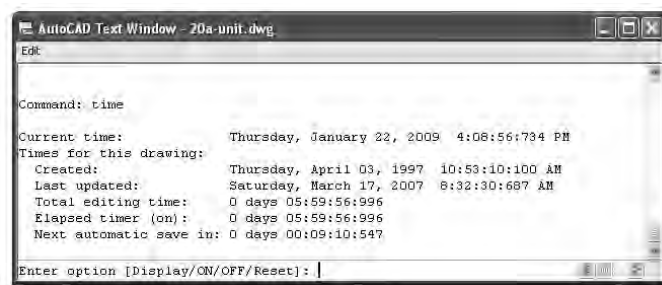 AutoCAD Text Window - 20a-unit.dwg
Edit
Command: time
Current time: Thursday, January 22, 2009 4:08:56:734 PM
Times for this drawing:
Created: Thursday, April 03, 1997 10:53:10:100 AM
Last updated: Saturday, March 17, 2007 8:32:30:687 AM
Total editing time: 0 days 05:59:56:996
Elapsed timer (on): 0 days 05:59:56:996
Next automatic save in: 0 days 00:09:10:547
Enter option [Display/ON/OFF/Reset]: